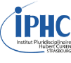 IPHC
Institut Pluridisciplinaire
Hubert CURIEN
STRASBOURG